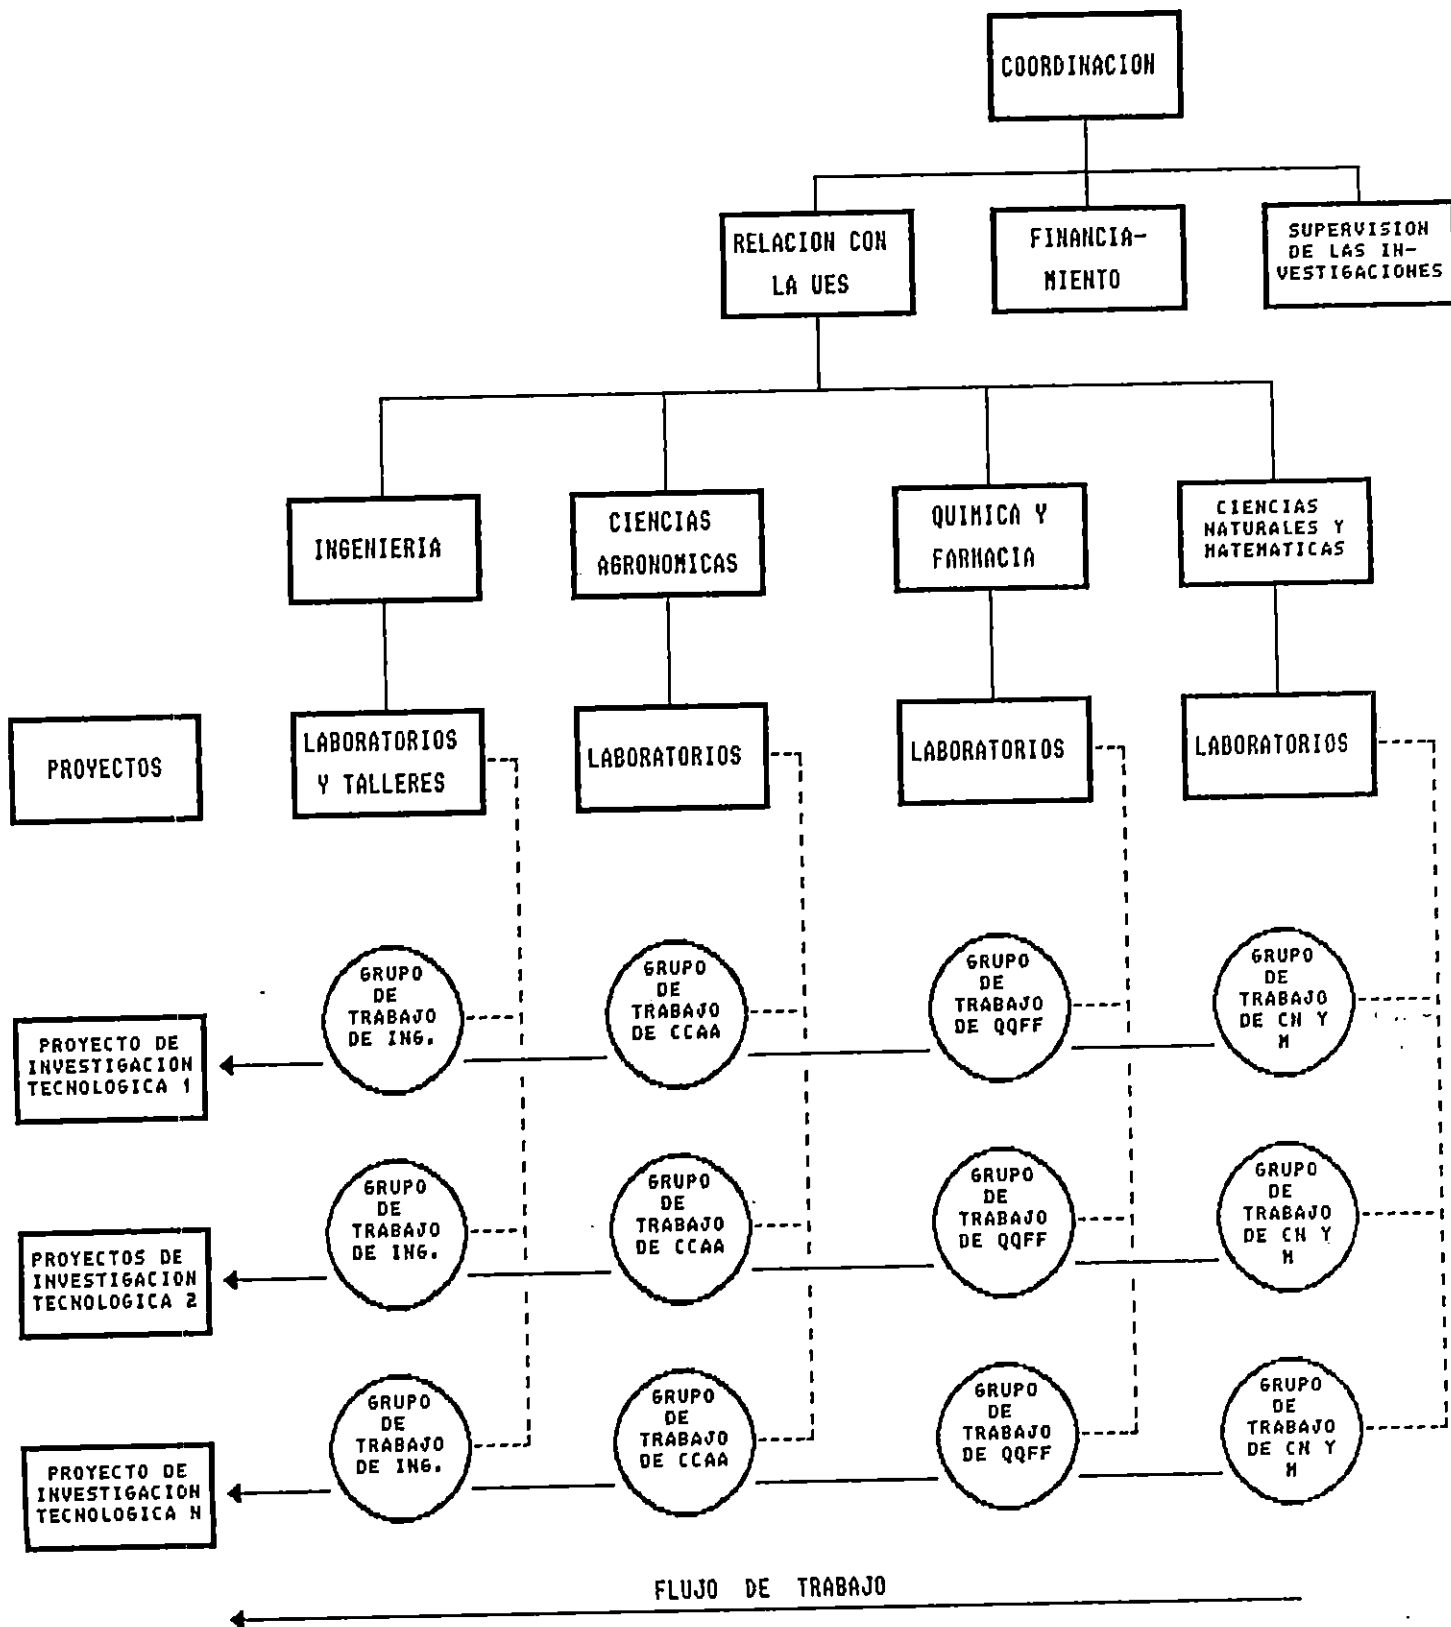 COORDINACION
RELACION CON
LA UES
FINANCIA-
MIENTO
SUPERVISION
DE LAS IN-
VESTIGACIONES
INGENIERIA
CIENCIAS
AGRONOMICAS
QUIMICA Y
FARMACIA
CIENCIAS
NATURALES Y
MATEMATICAS
PROYECTOS
LABORATORIOS
Y TALLERES
LABORATORIOS
LABORATORIOS
LABORATORIOS
PROYECTO DE
INVESTIGACION
TECNOLOGICA 1
GRUPO
DE
TRABAJO
DE ING.
GRUPO
DE
TRABAJO
DE CCAA
GRUPO
DE
TRABAJO
DE QQFF
GRUPO
DE
TRABAJO
DE CN Y
M
PROYECTOS DE
INVESTIGACION
TECNOLOGICA 2
GRUPO
DE
TRABAJO
DE ING.
GRUPO
DE
TRABAJO
DE CCAA
GRUPO
DE
TRABAJO
DE QQFF
GRUPO
DE
TRABAJO
DE CN Y
M
PROYECTO DE
INVESTIGACION
TECNOLOGICA N
GRUPO
DE
TRABAJO
DE ING.
GRUPO
DE
TRABAJO
DE CCAA
GRUPO
DE
TRABAJO
DE QQFF
GRUPO
DE
TRABAJO
DE CN Y
M
FLUJO DE TRABAJO